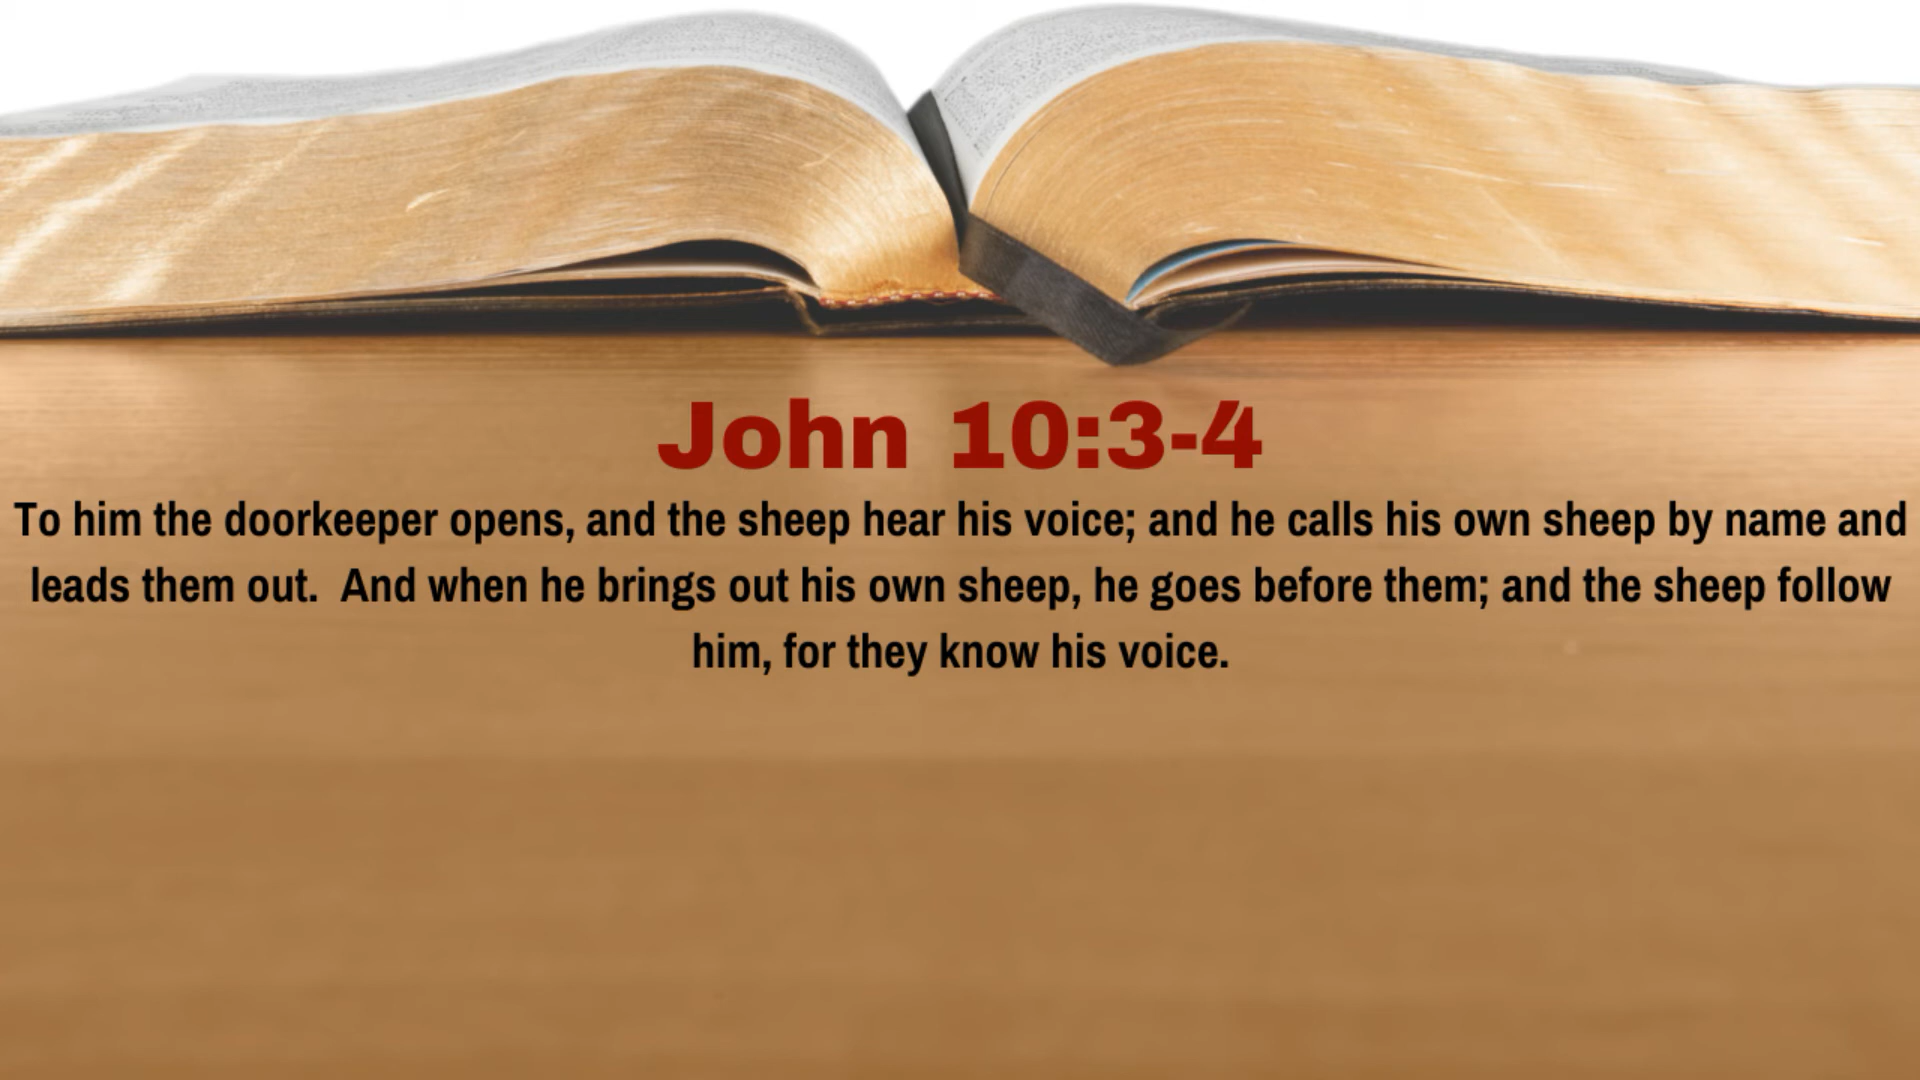 John 10:3-4
To him the doorkeeper opens, and the sheep hear his voice; and he calls his own sheep by name and
leads them out.  And when he brings out his own sheep, he goes before them; and the sheep follow
him, for they know his voice.